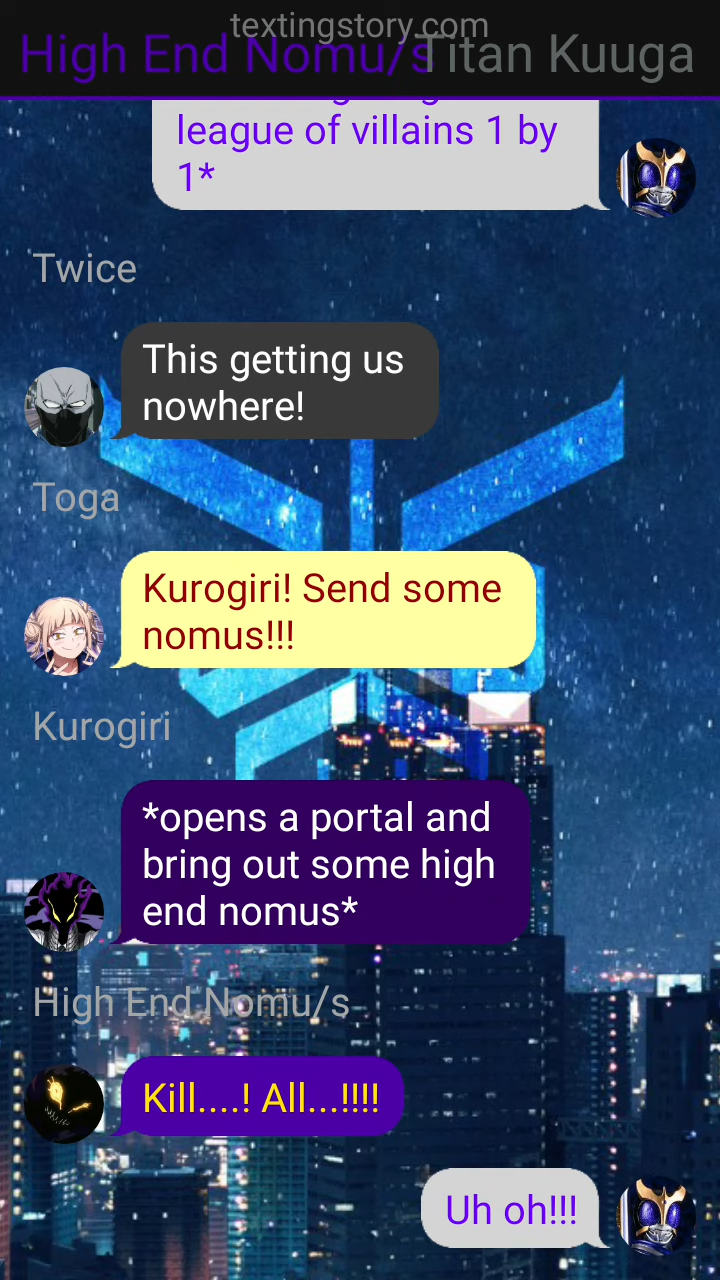 textingstory.com
High End Nomu/s
Titan Kuuga
league of villains 1 by
1*
Twice
This getting us
nowhere!
Toga
Kurogiri! Send some
nomus!!!
Kurogiri
*opens a portal and
bring out some high
end nomus*
High End Nomu/s
Kill....! All...!!!!
Uh oh!!!